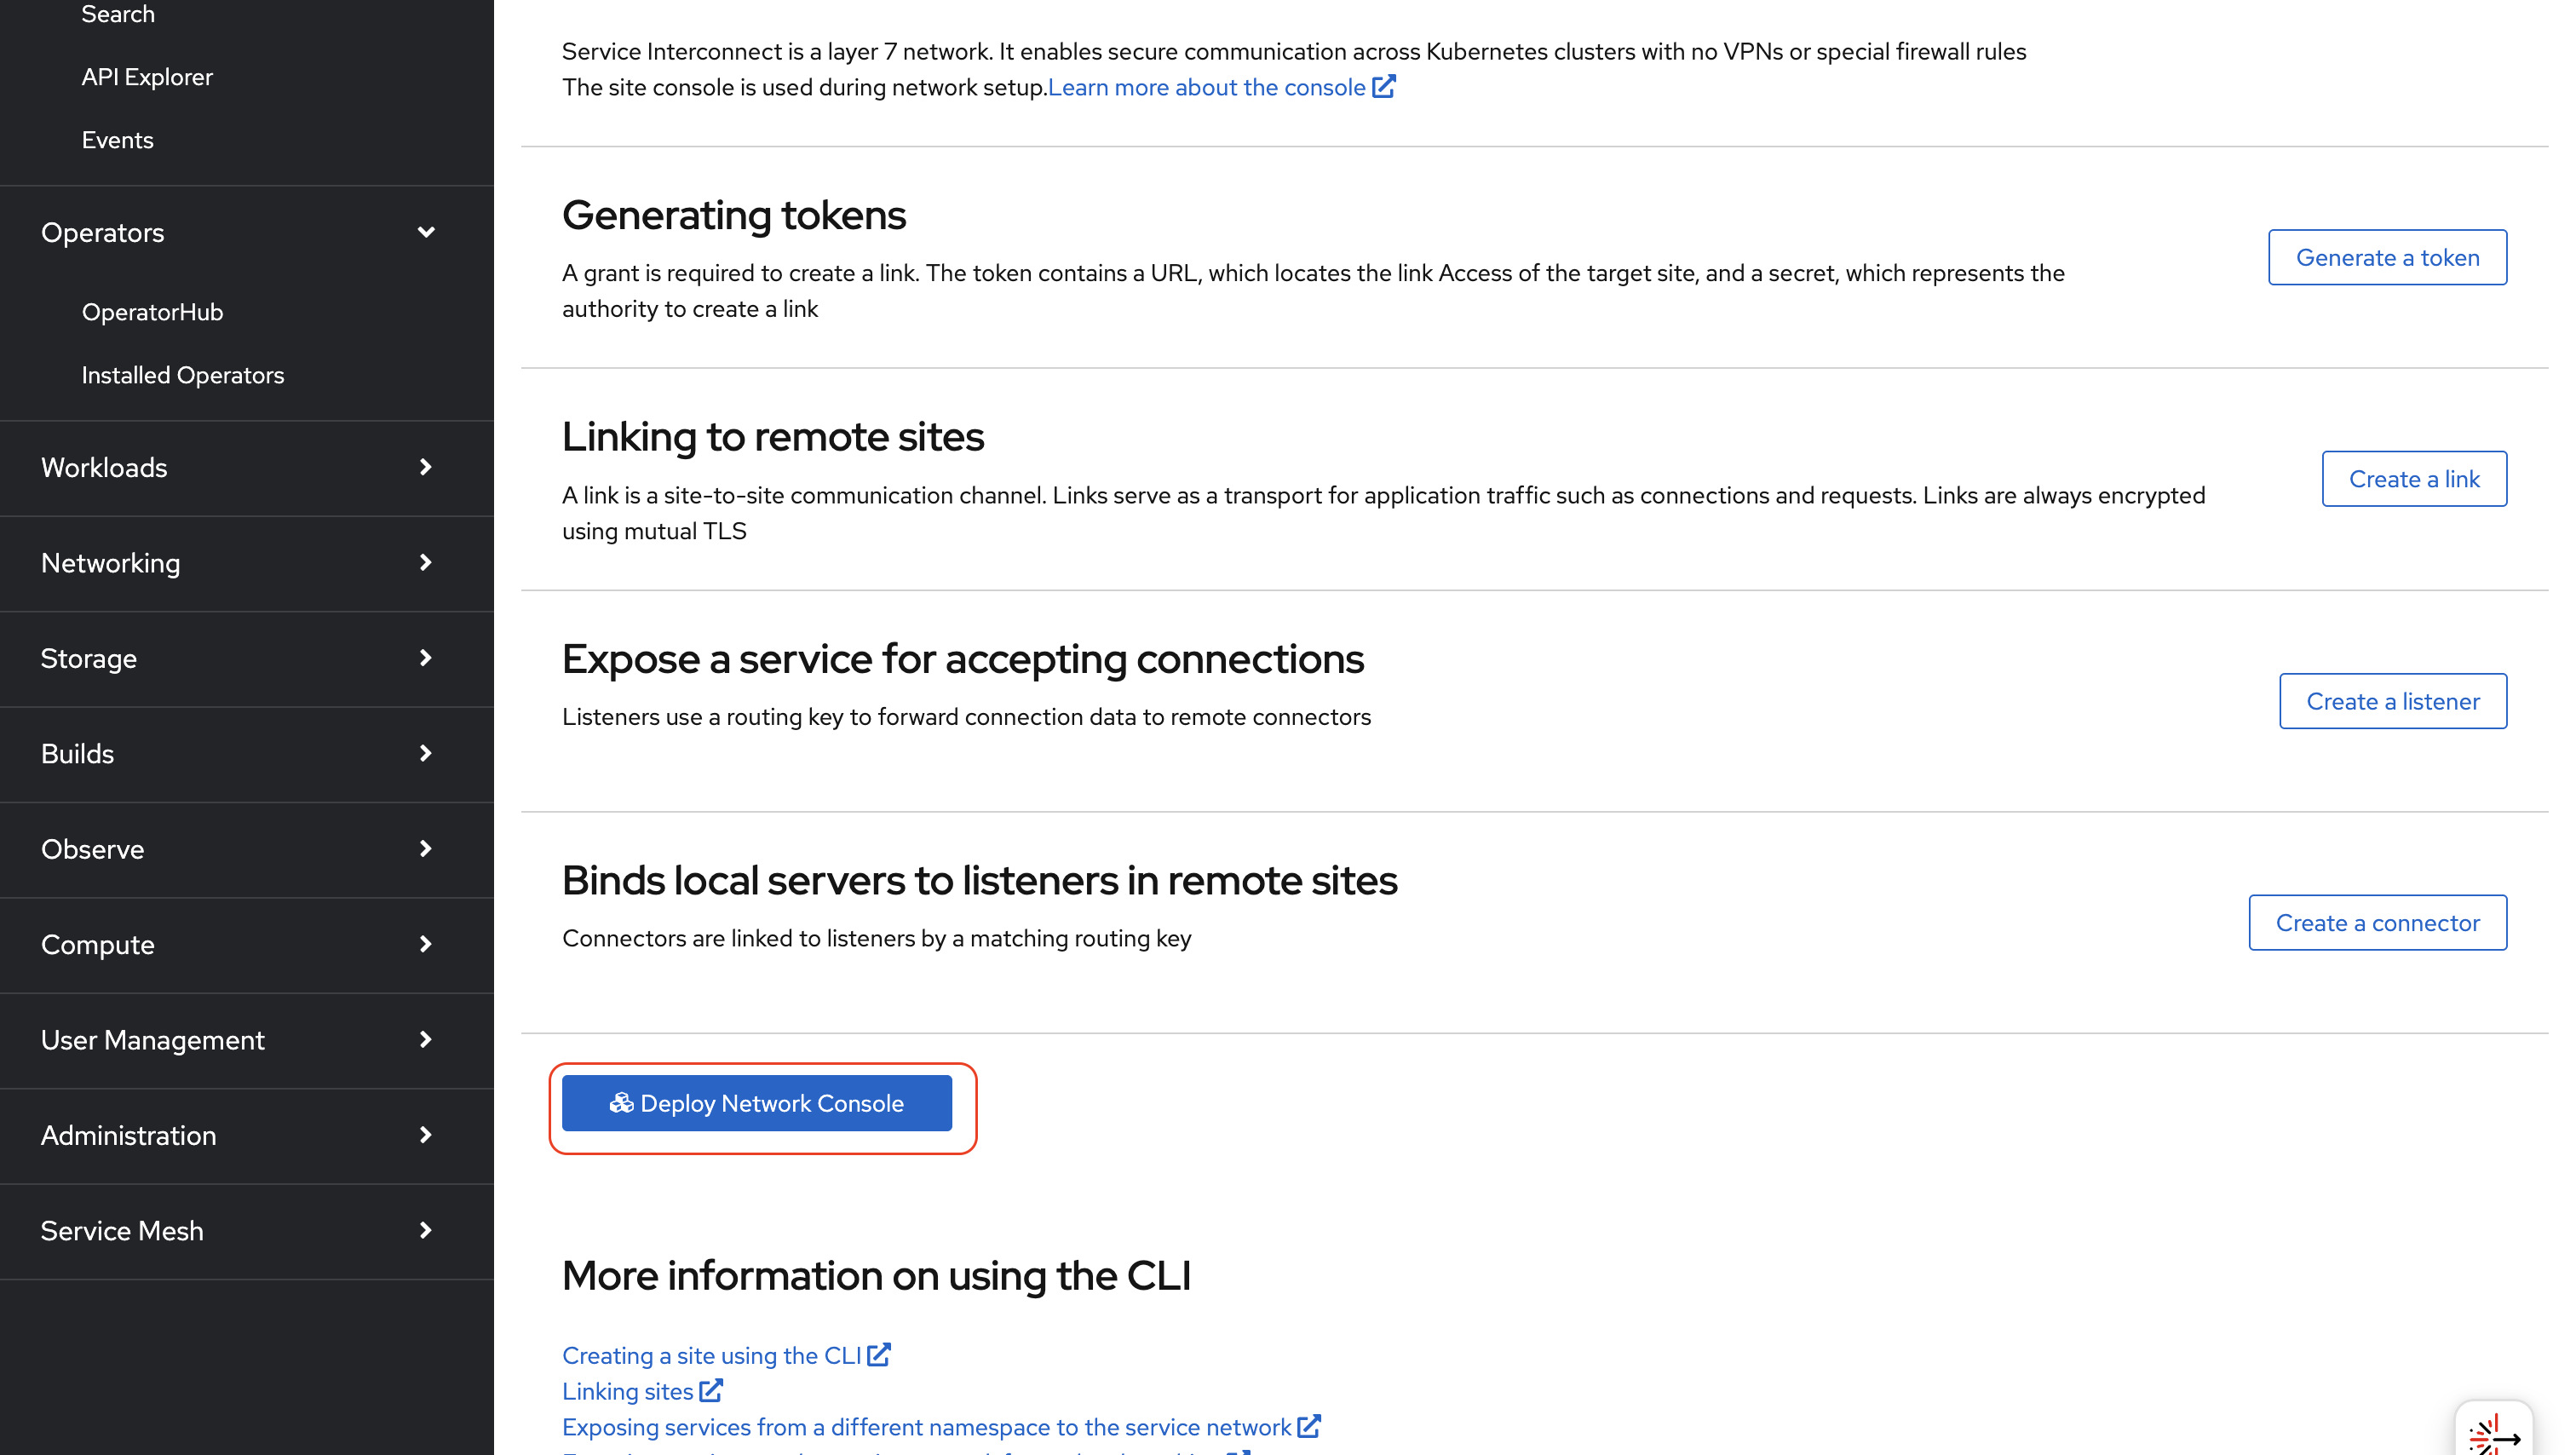 Search
API Explorer
Events
Operators
OperatorHub
Installed Operators
Workloads
Networking
Storage
Builds
Observe
Compute
User Management
Administration
Service Mesh
Service Interconnect is a layer 7 network. It enables secure communication across Kubernetes clusters with no VPNs or special firewall rules
The site console is used during network setup.Learn more about the console
Generating tokens
A grant is required to create a link. The token contains a URL, which locates the link Access of the target site, and a secret, which represents the
authority to create a link
Generate a token
Linking to remote sites
A link is a site-to-site communication channel. Links serve as a transport for application traffic such as connections and requests. Links are always encrypted
using mutual TLS
Create a link
Expose a service for accepting connections
Listeners use a routing key to forward connection data to remote connectors
Create a listener
Binds local servers to listeners in remote sites
Connectors are linked to listeners by a matching routing key
Create a connector
Deploy Network Console
More information on using the CLI
Creating a site using the CLI
Linking sites
Exposing services from a different namespace to the service network